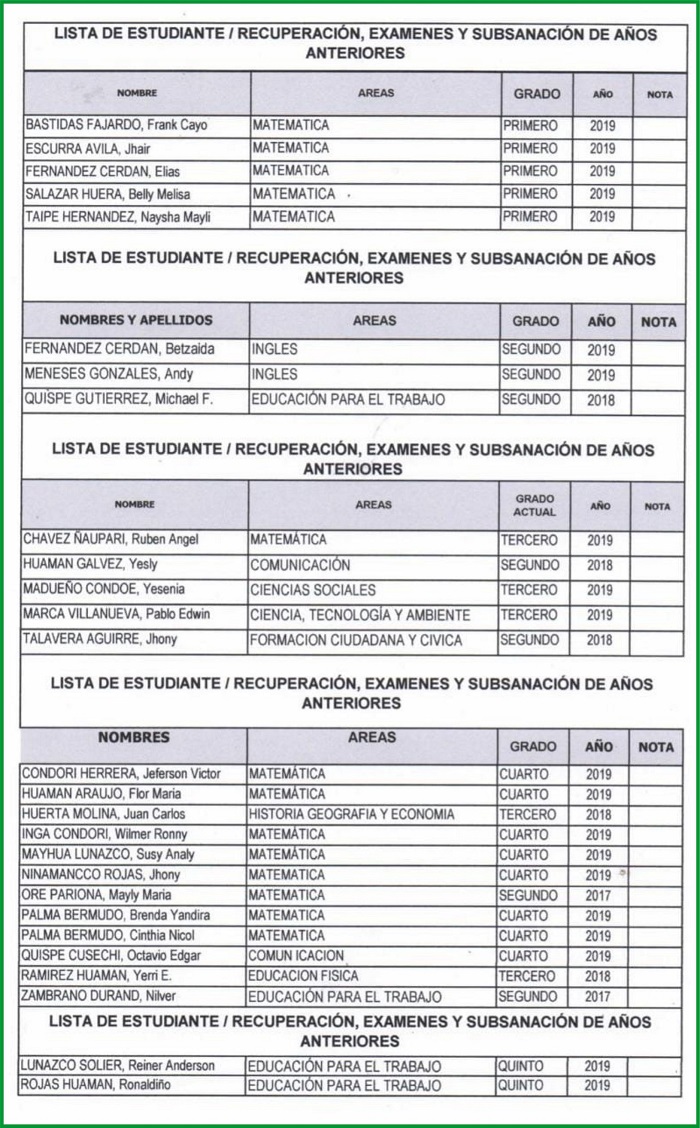 LISTA DE ESTUDIANTE / RECUPERACIÓN, EXAMENES Y SUBSANACIÓN DE AÑOS
ANTERIORES
NOMBRE AREAS GRADO AÑO NOTA
BASTIDAS FAJARDO, Frank Cayo MATEMATICA PRIMERO 2019
ESCURRA AVILA, Jhair MATEMATICA PRIMERO 2019
FERNANDEZ CERDAN, Elias MATEMATICA PRIMERO 2019
SALAZAR HUERA, Belly Melisa MATEMATICA PRIMERO 2019
TAIPE HERNANDEZ, Naysha Mayli MATEMATICA PRIMERO 2019
LISTA DE ESTUDIANTE / RECUPERACIÓN, EXAMENES Y SUBSANACIÓN DE AÑOS
ANTERIORES
NOMBRES Y APELLIDOS AREAS GRADO AÑO NOTA
FERNANDEZ CERDAN, Betzaida INGLES SEGUNDO 2019
MENESES GONZALES, Andy INGLES SEGUNDO 2019
QUISPE GUTIERREZ, Michael F. EDUCACIÓN PARA EL TRABAJO SEGUNDO 2018
LISTA DE ESTUDIANTE / RECUPERACIÓN, EXAMENES Y SUBSANACIÓN DE AÑOS
ANTERIORES
NOMBRE AREAS GRADO ACTUAL AÑO NOTA
CHAVEZ ÑAUPARI, Ruben Angel MATEMÁTICA TERCERO 2019
HUAMAN GALVEZ, Yesly COMUNICACIÓN SEGUNDO 2018
MADUEÑO CONDOE, Yesenia CIENCIAS SOCIALES TERCERO 2019
MARCA VILLANUEVA, Pablo Edwin CIENCIA, TECNOLOGÍA Y AMBIENTE TERCERO 2019
TALAVERA AGUIRRE, Jhony FORMACION CIUDADANA Y CIVICA SEGUNDO 2018
LISTA DE ESTUDIANTE / RECUPERACIÓN, EXAMENES Y SUBSANACIÓN DE AÑOS
ANTERIORES
NOMBRES AREAS GRADO AÑO NOTA
CONDORI HERRERA, Jeferson Victor MATEMÁTICA CUARTO 2019
HUAMAN ARAUJO, Flor Maria MATEMÁTICA CUARTO 2019
HUERTA MOLINA, Juan Carlos HISTORIA GEOGRAFIA Y ECONOMIA TERCERO 2018
INGA CONDORI, Wilmer Ronny MATEMÁTICA CUARTO 2019
MAYHUA LUNAZCO, Susy Analy MATEMÁTICA CUARTO 2019
NINAMANCCO ROJAS, Jhony MATEMÁTICA CUARTO 2019
ORE PARIONA, Mayly Maria MATEMATICA SEGUNDO 2017
PALMA BERMUDO, Brenda Yandira MATEMATICA CUARTO 2019
PALMA BERMUDO, Cinthia Nicol MATEMATICA CUARTO 2019
QUISPE CUSECHI, Octavio Edgar COMUN ICACION CUARTO 2019
RAMIREZ HUAMAN, Yerri E. EDUCACION FISICA TERCERO 2018
ZAMBRANO DURAND, Nilver EDUCACIÓN PARA EL TRABAJO SEGUNDO 2017
LISTA DE ESTUDIANTE / RECUPERACIÓN, EXAMENES Y SUBSANACIÓN DE AÑOS
ANTERIORES
LUNAZCO SOLIER, Reiner Anderson EDUCACIÓN PARA EL TRABAJO QUINTO 2019
ROJAS HUAMAN, Ronaldiño EDUCACIÓN PARA EL TRABAJO QUINTO 2019